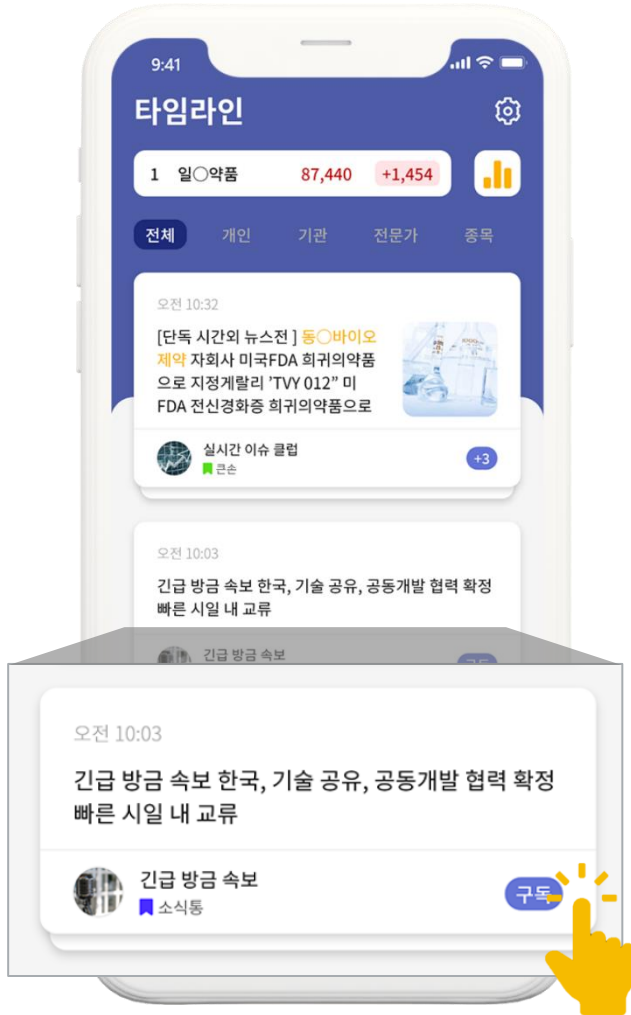 9:41
타임라인
1 일○약품 87,440 +1,454
전체 개인 기관 전문가 종목
오전 10:32
[단독 시간외 뉴스전 ] 동○바이오
제약 자회사 미국FDA 희귀의약품
으로 지정게랄리 ’TVY 012” 미
FDA 전신경화증 희귀의약품으로
실시간 이슈 클럽
큰손
+3
오전 10:03
긴급 방금 속보 한국, 기술 공유, 공동개발 협력 확정
빠른 시일 내 교류
긴급 방금 속보
구독
오전 10:03
긴급 방금 속보 한국, 기술 공유, 공동개발 협력 확정
빠른 시일 내 교류
긴급 방금 속보
소식통
구독